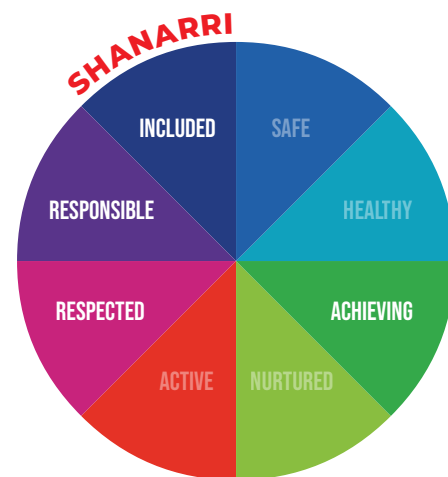 SHANARRI
INCLUDED
SAFE
RESPONSIBLE
HEALTHY
RESPECTED
ACHIEVING
ACTIVE
NURTURED